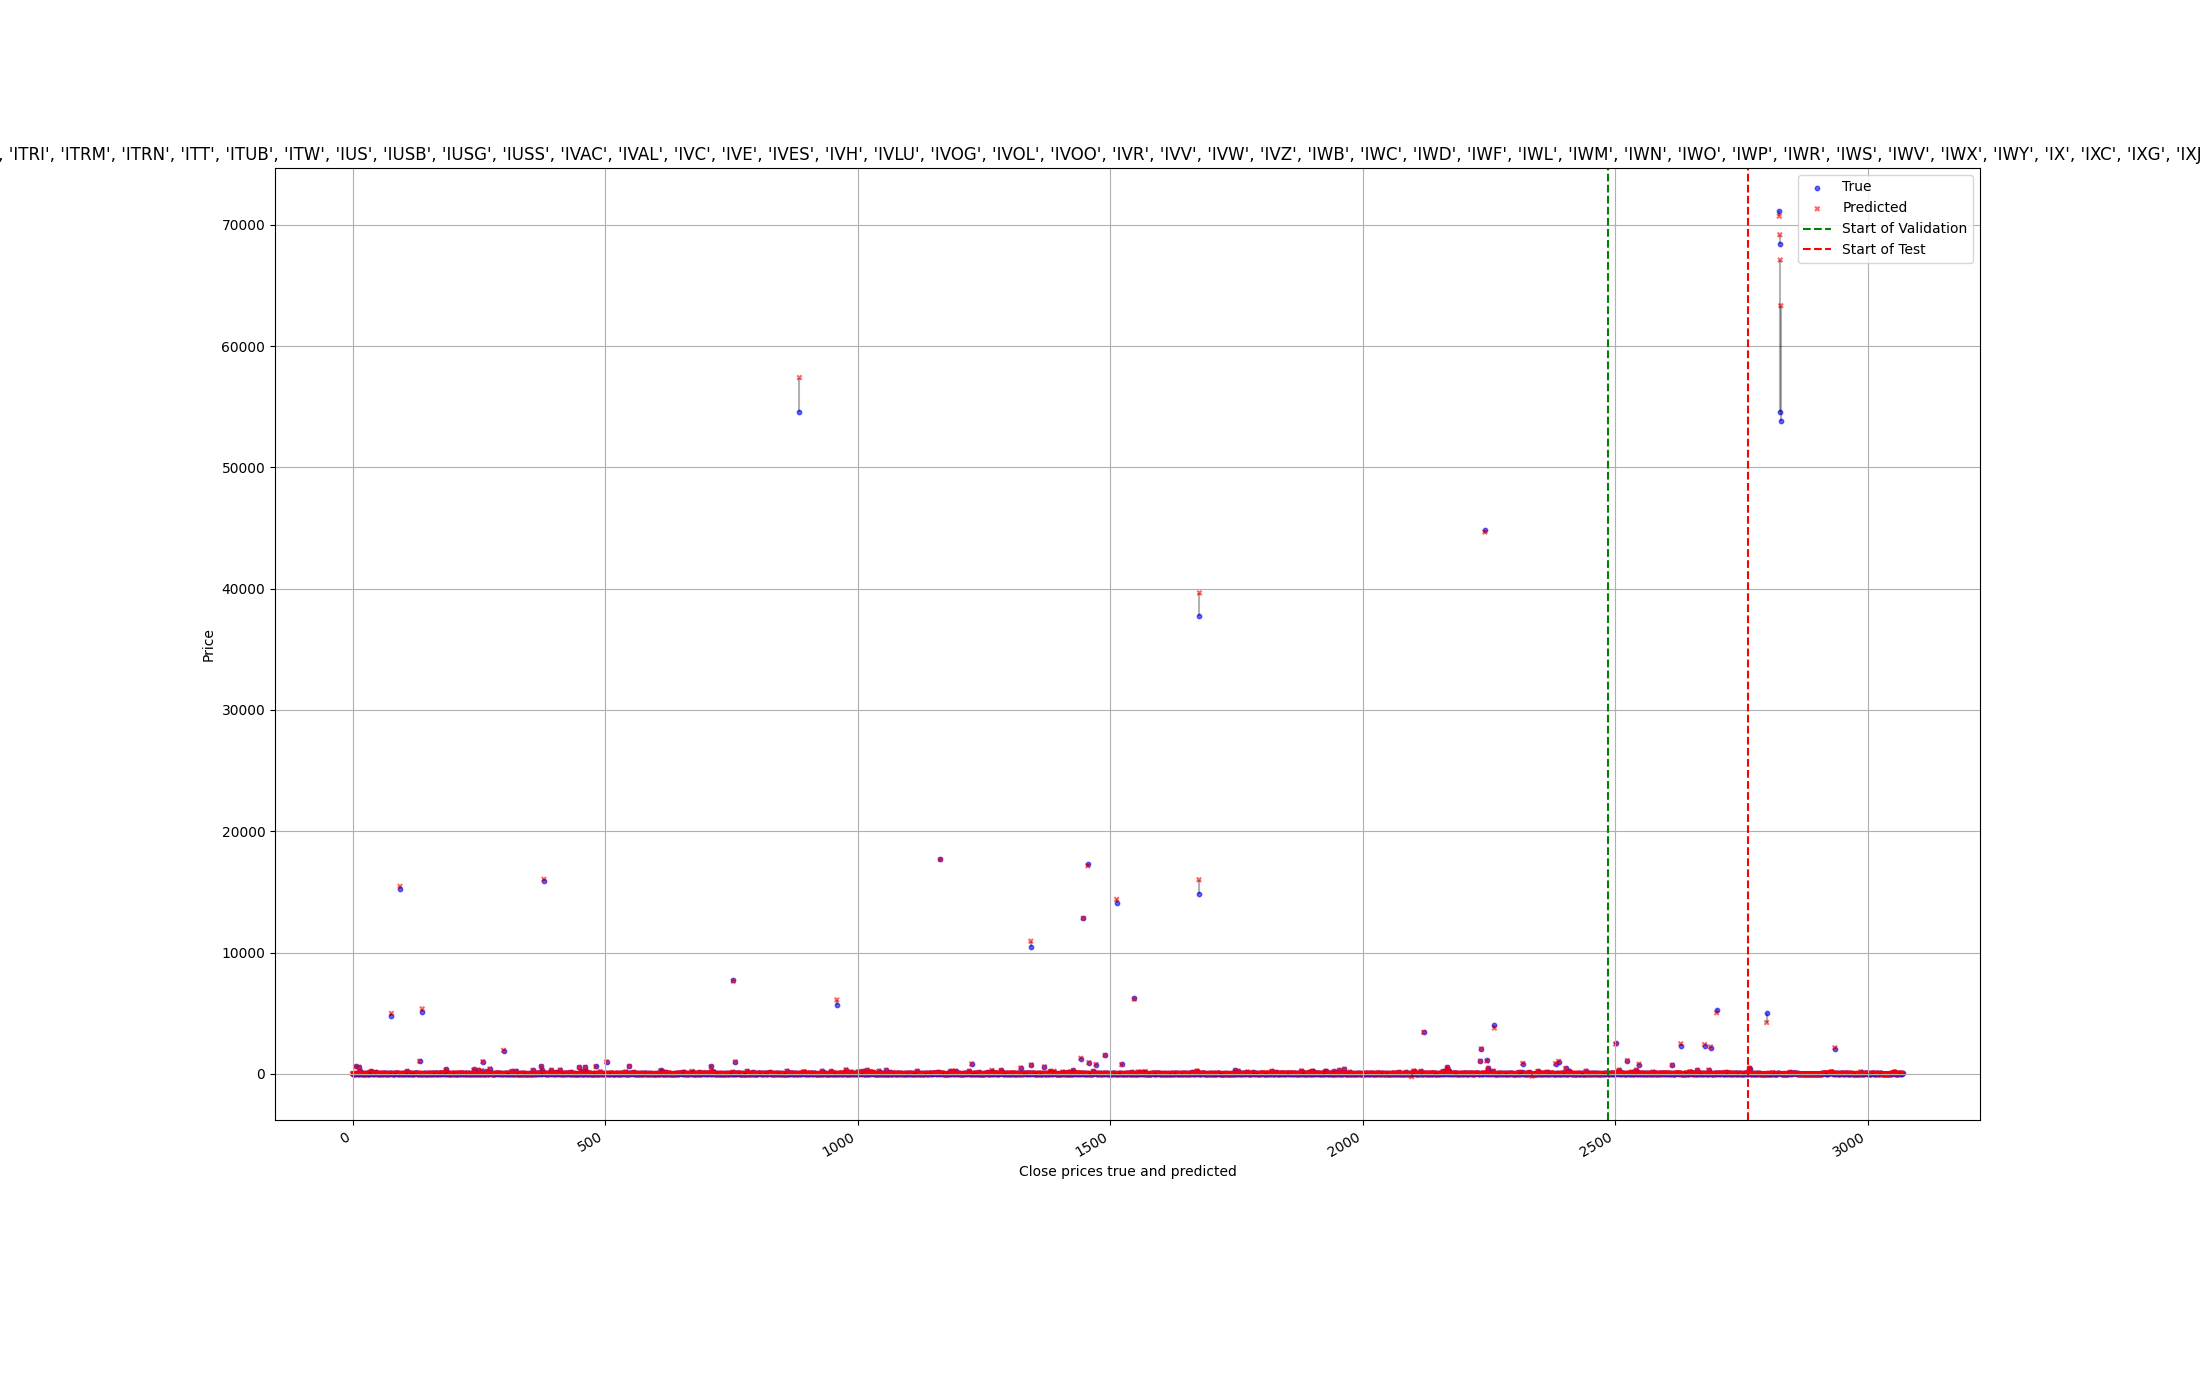 , 'ITRI', 'ITRM', 'ITRN', 'ITT', 'ITUB', 'ITW', 'IUS', 'IUSB', 'IUSG', 'IUSS', 'IVAC', 'IVAL', 'IVC', 'IVE', 'IVES', 'IVH', 'IVLU', 'IVOG', 'IVOL', 'IVOO', 'IVR', 'IVV', 'IVW', 'IVZ', 'IWB', 'IWC', 'IWD', 'IWF', 'IWL', 'IWM', 'IWN', 'IWO', 'IWP', 'IWR', 'IWS', 'IWV', 'IWX', 'IWY', 'IX', 'IXC', 'IXG', 'IXJ
True
Predicted
Start of Validation
Start of Test
70000
60000
50000
40000
30000
20000
10000
0
Price
0
500
1000
1500
2000
2500
3000
Close prices true and predicted